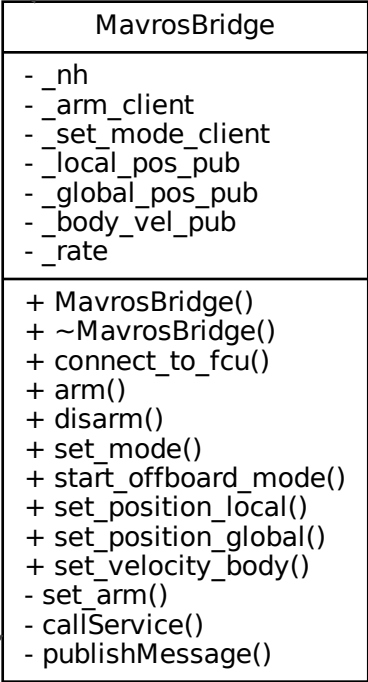 MavrosBridge
- _nh
- _arm_client
- _set_mode_client
- _local_pos_pub
- _global_pos_pub
- _body_vel_pub
- _rate
+ MavrosBridge()
+ ~MavrosBridge()
+ connect_to_fcu()
+ arm()
+ disarm()
+ set_mode()
+ start_offboard_mode()
+ set_position_local()
+ set_position_global()
+ set_velocity_body()
- set_arm()
- callService()
- publishMessage()